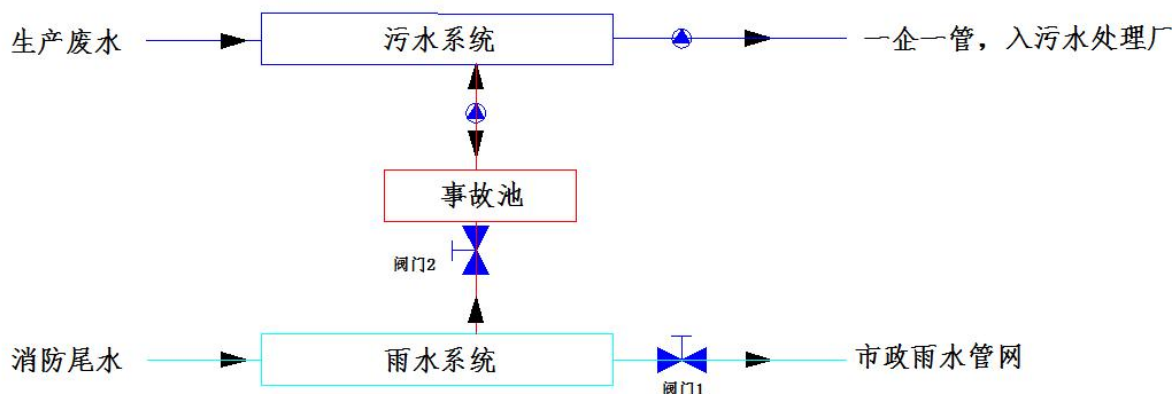 生产废水
污水系统
一企一管，入污水处理厂
事故池
阀门2
消防尾水
雨水系统
市政雨水管网
阀门1